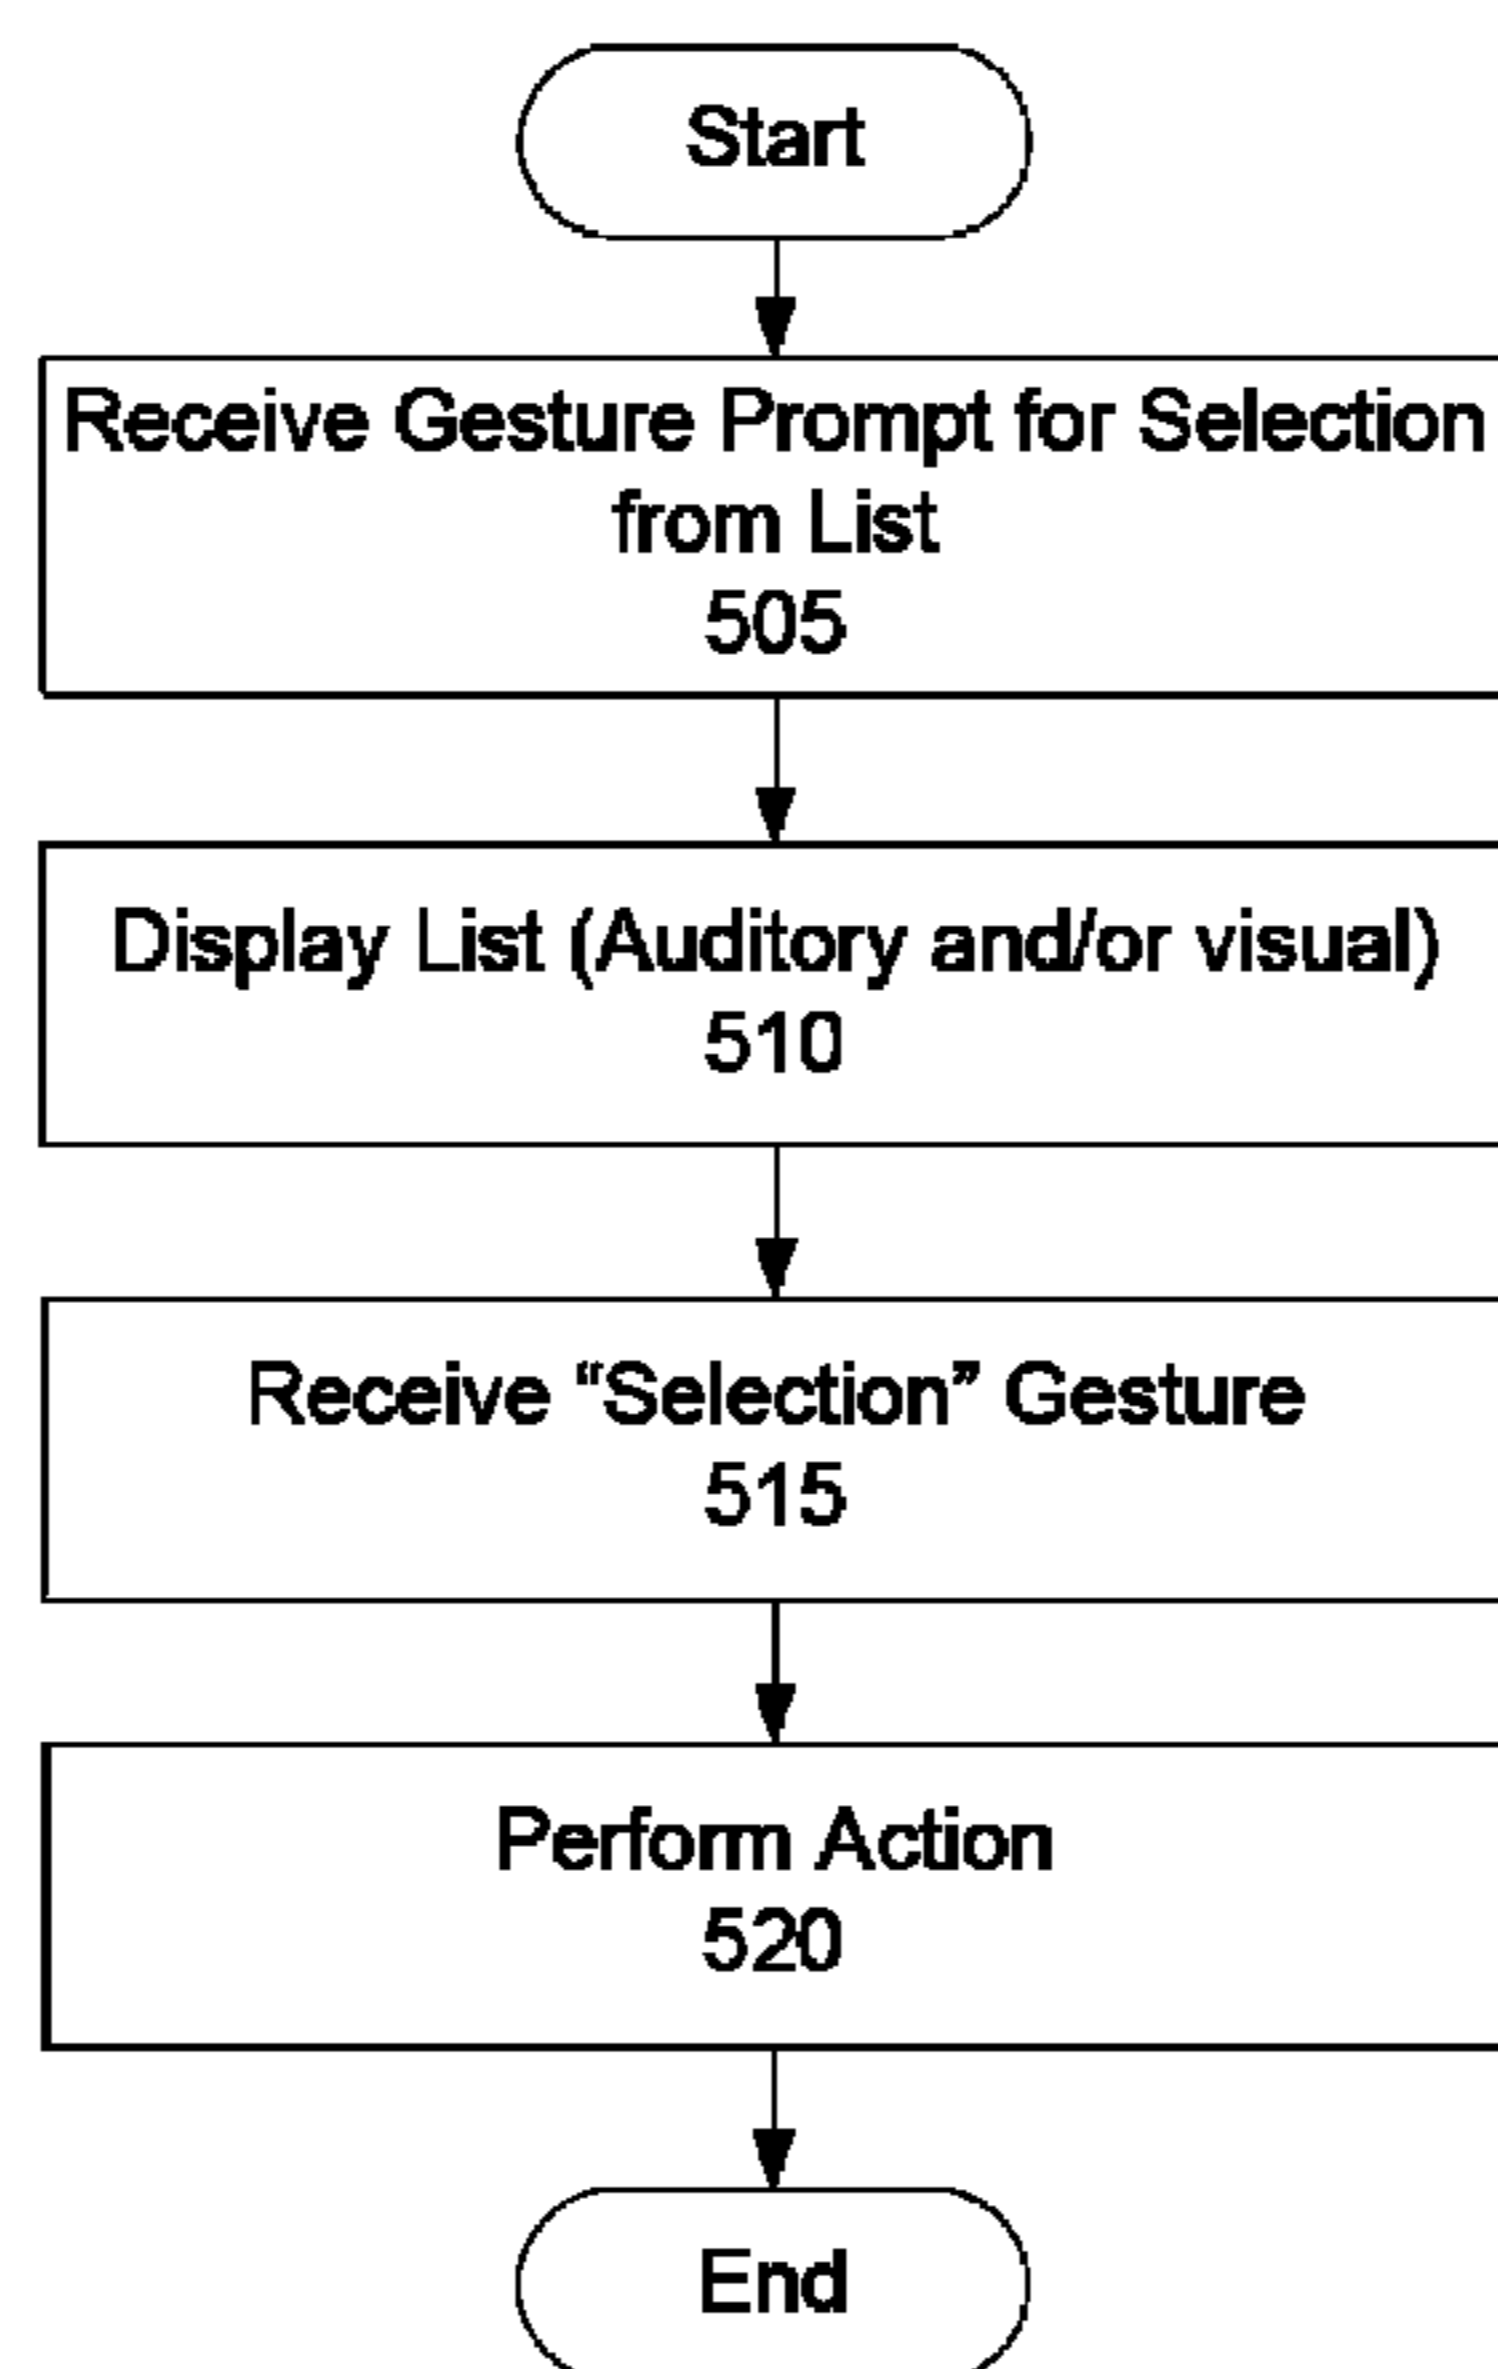 Start
Receive Gesture Prompt for Selection
from List
505
Display List (Auditory and/or visual)
510
Receive “Selection” Gesture
515
Perform Action
520
End